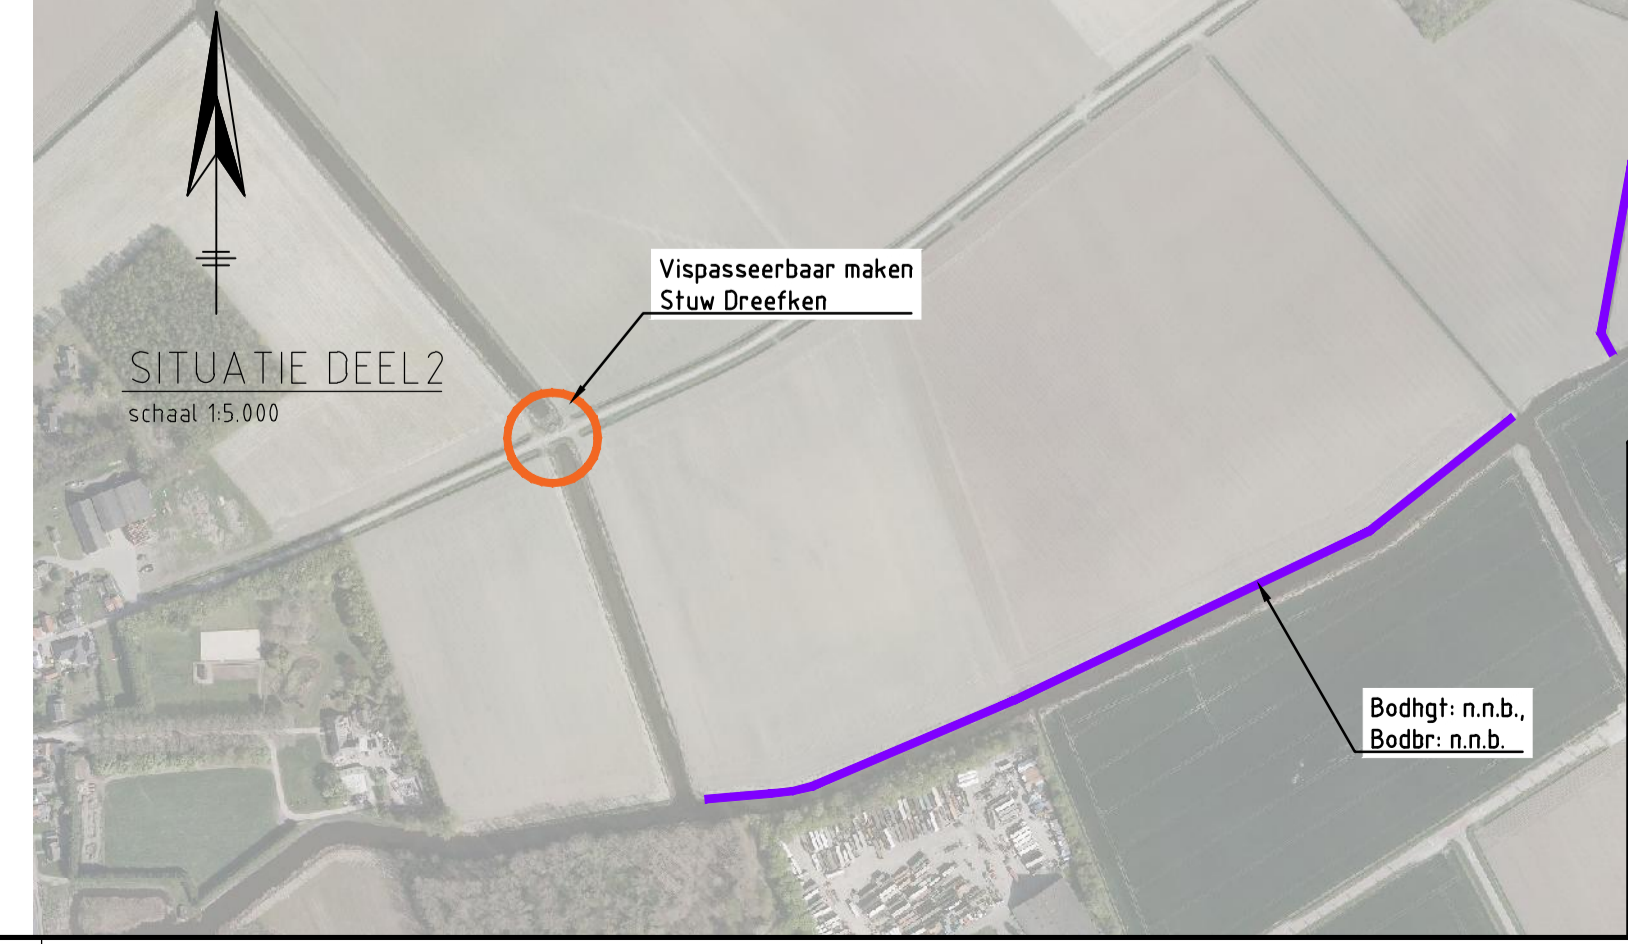 Vispasseerbaar maken
Stuw Dreefken
SITUATIE DEEL2
schaal 1:5.000
Bodhgt: n.n.b.,
Bodbr: n.n.b.